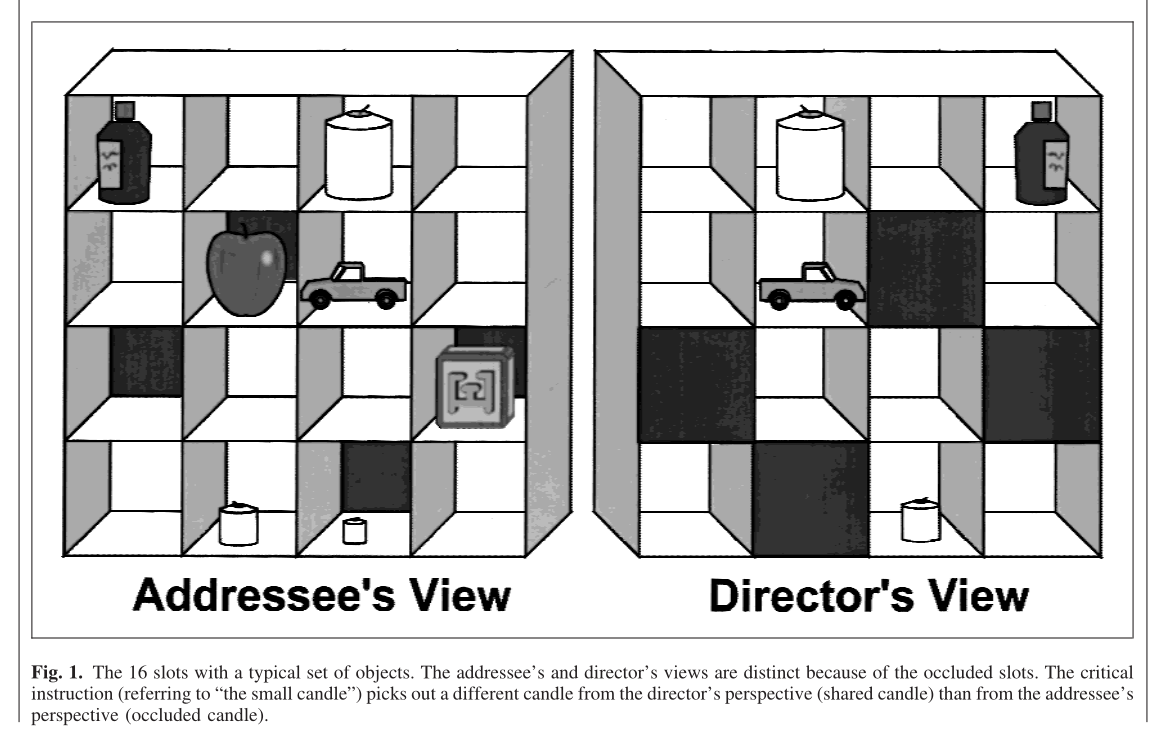 Addressee's View
Director's View
Fig. 1. The 16 slots with a typical set of objects. The addressee's and director's views are distinct because of the occluded slots. The critical
instruction (referring to “the small candle”) picks out a different candle from the director's perspective (shared candle) than from the addressee's
perspective (occluded candle).